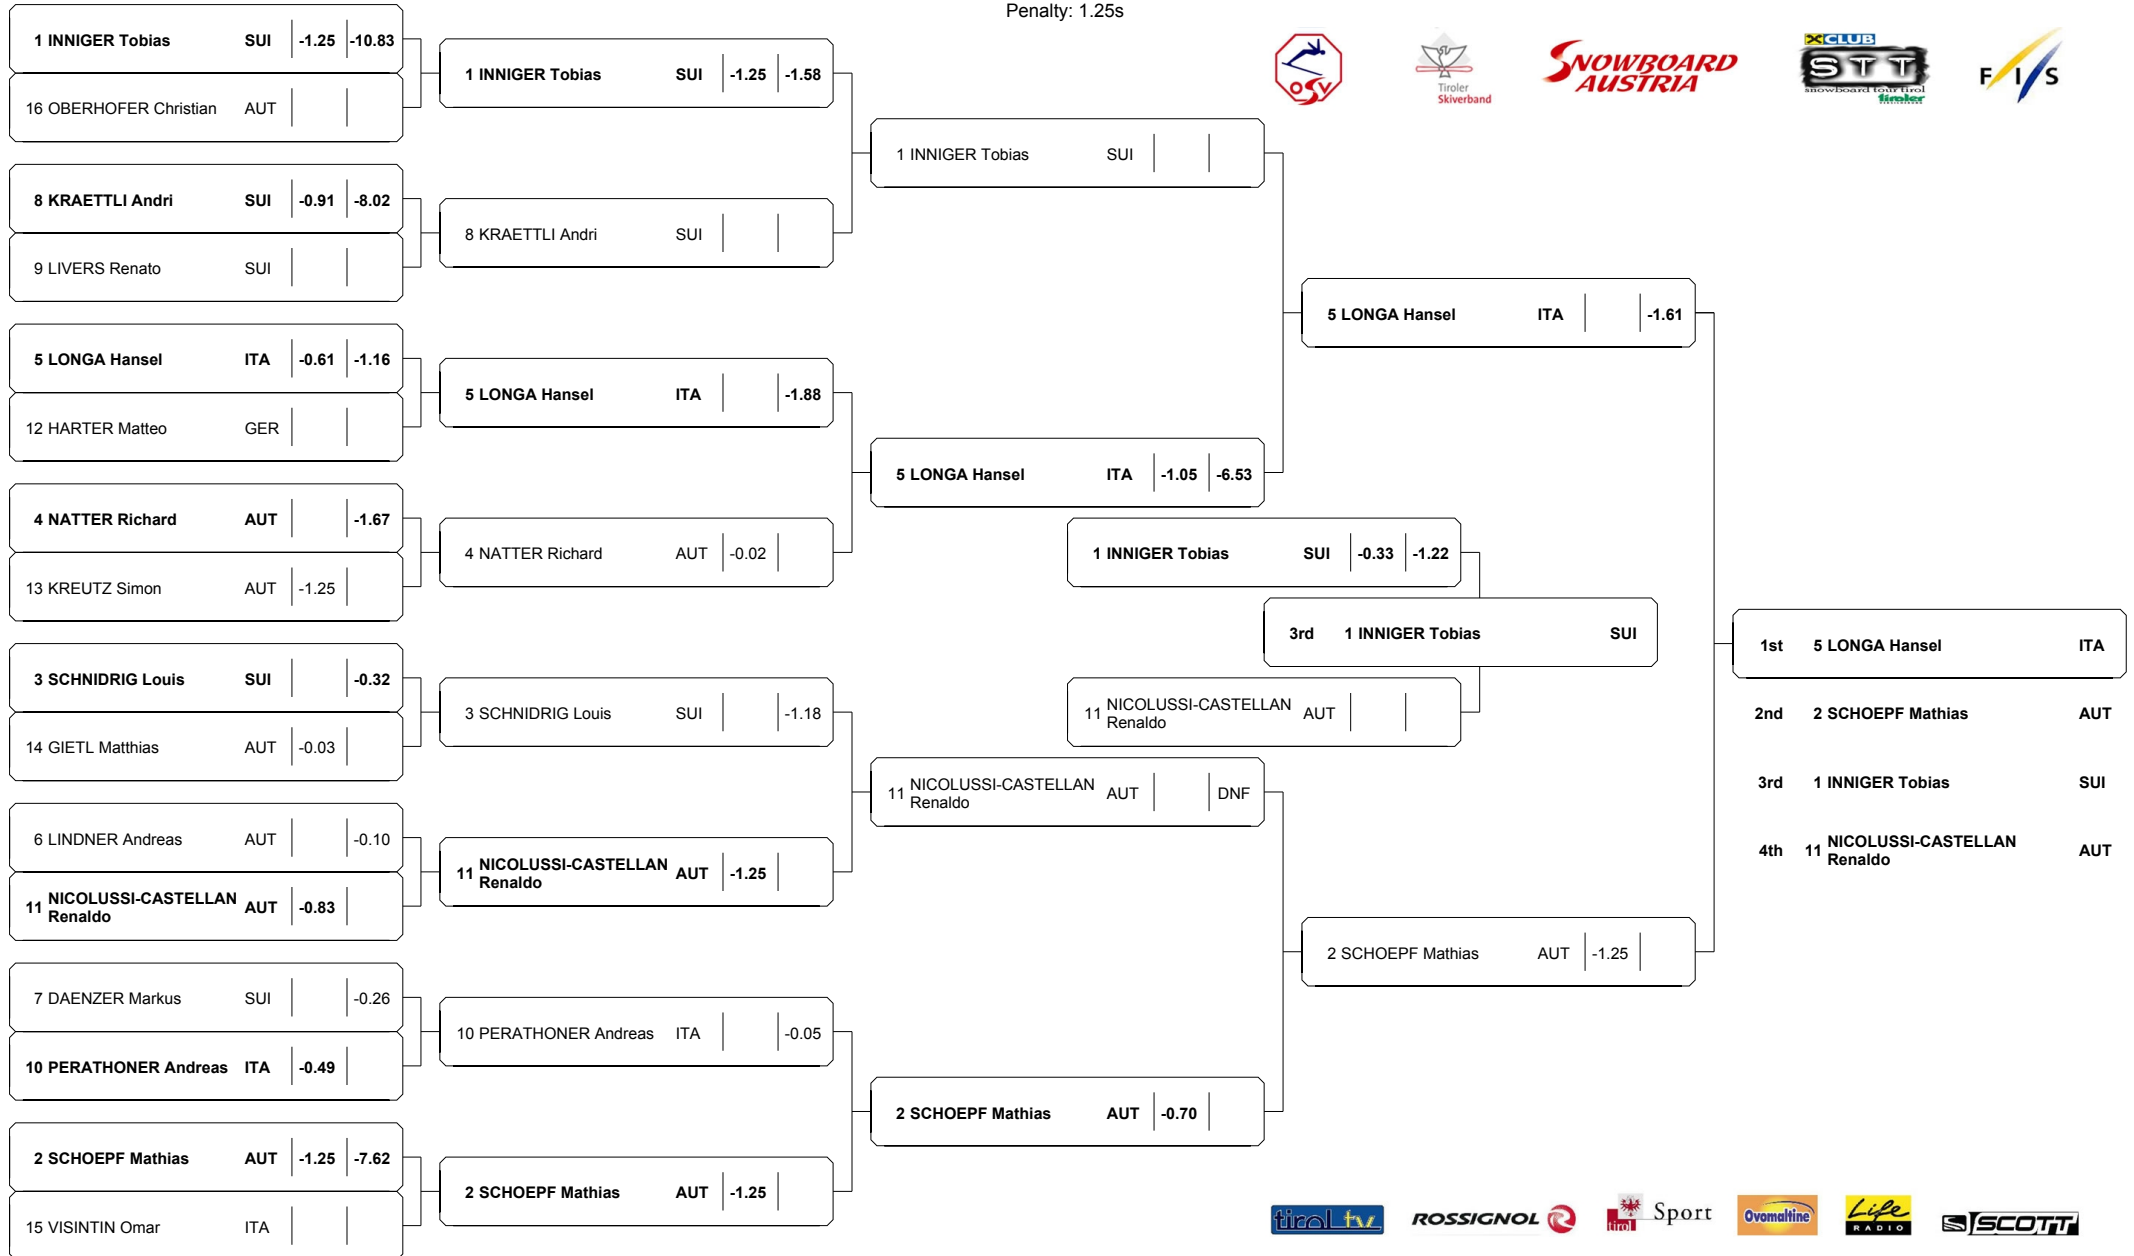 Penalty: 1.25s
1 INNIGER Tobias SUI -1.25 -10.83
16 OBERHOFER Christian AUT
8 KRAETTLI Andri SUI -0.91 -8.02
9 LIVERS Renato SUI
5 LONGA Hansel ITA -0.61 -1.16
12 HARTER Matteo GER
4 NATTER Richard AUT -1.67
13 KREUTZ Simon AUT -1.25
3 SCHNIDRIG Louis SUI -0.32
14 GIETL Matthias AUT -0.03
6 LINDNER Andreas AUT -0.10
11 NICOLUSSI-CASTELLAN
Renaldo AUT -0.83
7 DAENZER Markus SUI -0.26
10 PERATHONER Andreas ITA -0.49
2 SCHOEPF Mathias AUT -1.25 -7.62
15 VISINTIN Omar ITA
1 INNIGER Tobias SUI -1.25 -1.58
8 KRAETTLI Andri SUI
5 LONGA Hansel ITA -1.88
4 NATTER Richard AUT -0.02
3 SCHNIDRIG Louis SUI -1.18
11 NICOLUSSI-CASTELLAN
Renaldo AUT -1.25
10 PERATHONER Andreas ITA -0.05
2 SCHOEPF Mathias AUT -1.25
1 INNIGER Tobias SUI
5 LONGA Hansel ITA -1.05 -6.53
11 NICOLUSSI-CASTELLAN
Renaldo AUT DNF
2 SCHOEPF Mathias AUT -0.70
5 LONGA Hansel ITA -1.61
2 SCHOEPF Mathias AUT -1.25
1 INNIGER Tobias SUI -0.33 -1.22
3rd 1 INNIGER Tobias SUI
11 NICOLUSSI-CASTELLAN
Renaldo AUT
1st 5 LONGA Hansel ITA
2nd 2 SCHOEPF Mathias AUT
3rd 1 INNIGER Tobias SUI
4th 11 NICOLUSSI-CASTELLAN
Renaldo AUT
ÖSV
Tiroler
Skiverband
SNOWBOARD
AUSTRIA
XCLUB
STT
snowboard tour tirol
tiroler
FIS
tirol tv
ROSSIGNOL
tirol Sport
Ovomaltine
Life
RADIO
SCOTT